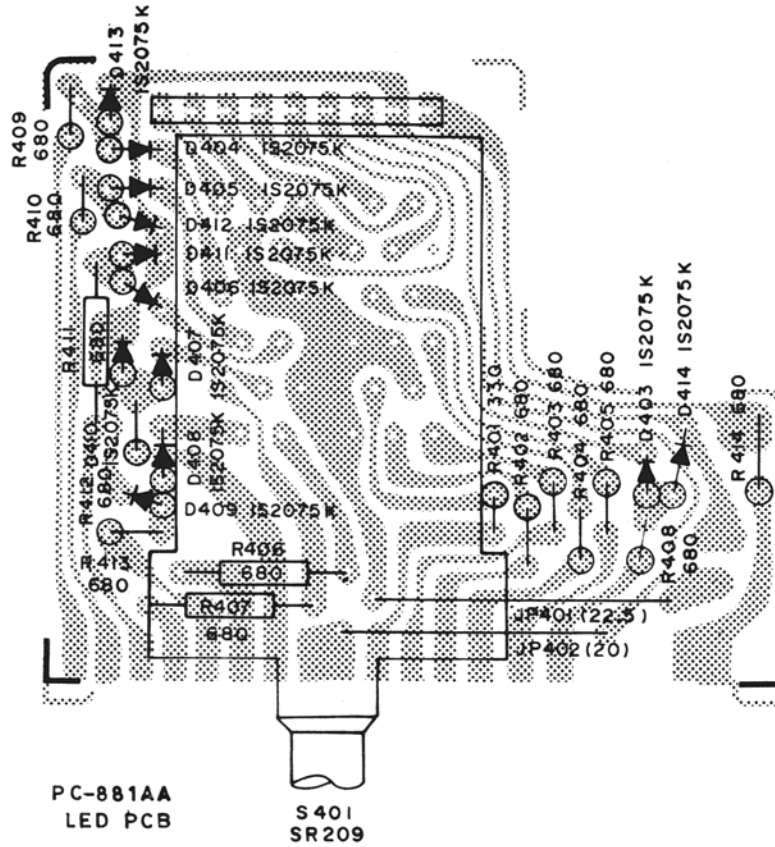 D413
IS2075K
R409
680
D404 IS2075K
D405 IS2075K
R410
680
D412 IS2075K
D411 IS2075K
D406 IS2075K
R411
680
D407
IS2075K
D410
IS2075K
D408
IS2075K
R412
680
D409 IS2075K
R413
680
R406
680
R407
680
R401 330
R402 680
R403 680
R404 680
R405 680
D403 IS2075K
D414 IS2075K
R414 680
R408
680
JP401(22.5)
JP402(20)
PC-881AA
LED PCB
S401
SR209